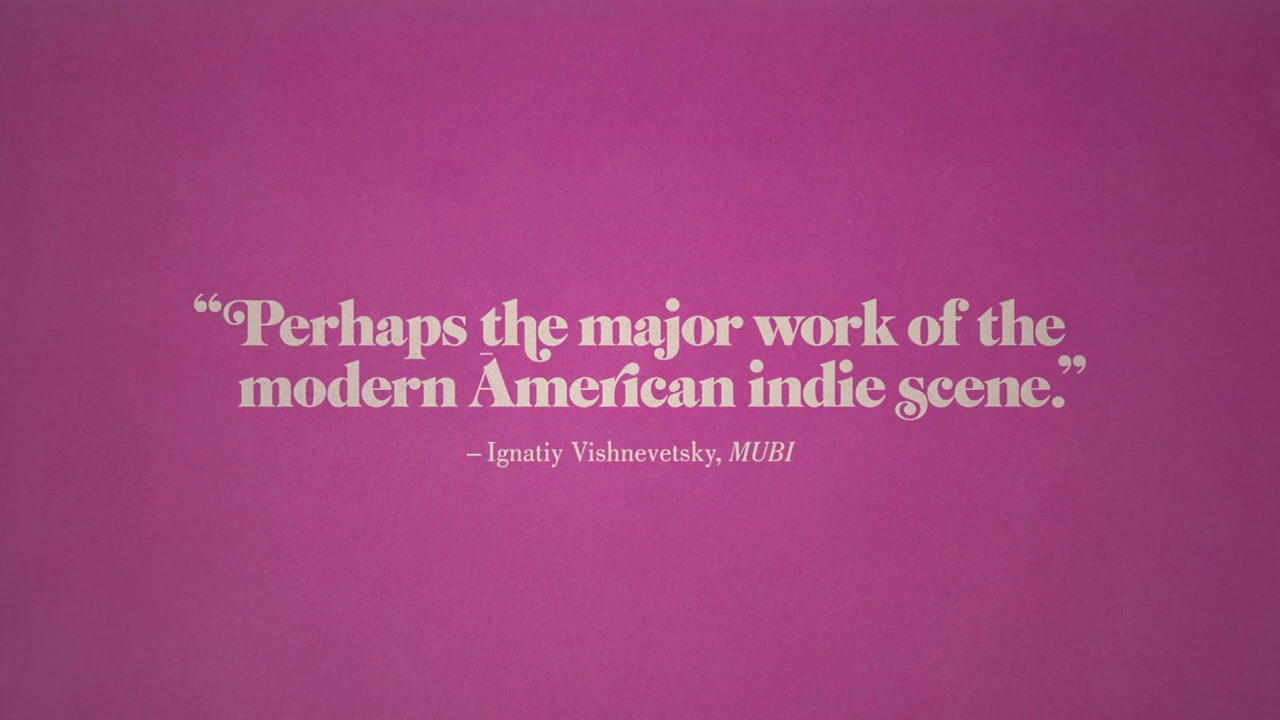 “Perhaps the major work of the
modern American indie scene.”
– Ignatiy Vishnevetsky, MUBI